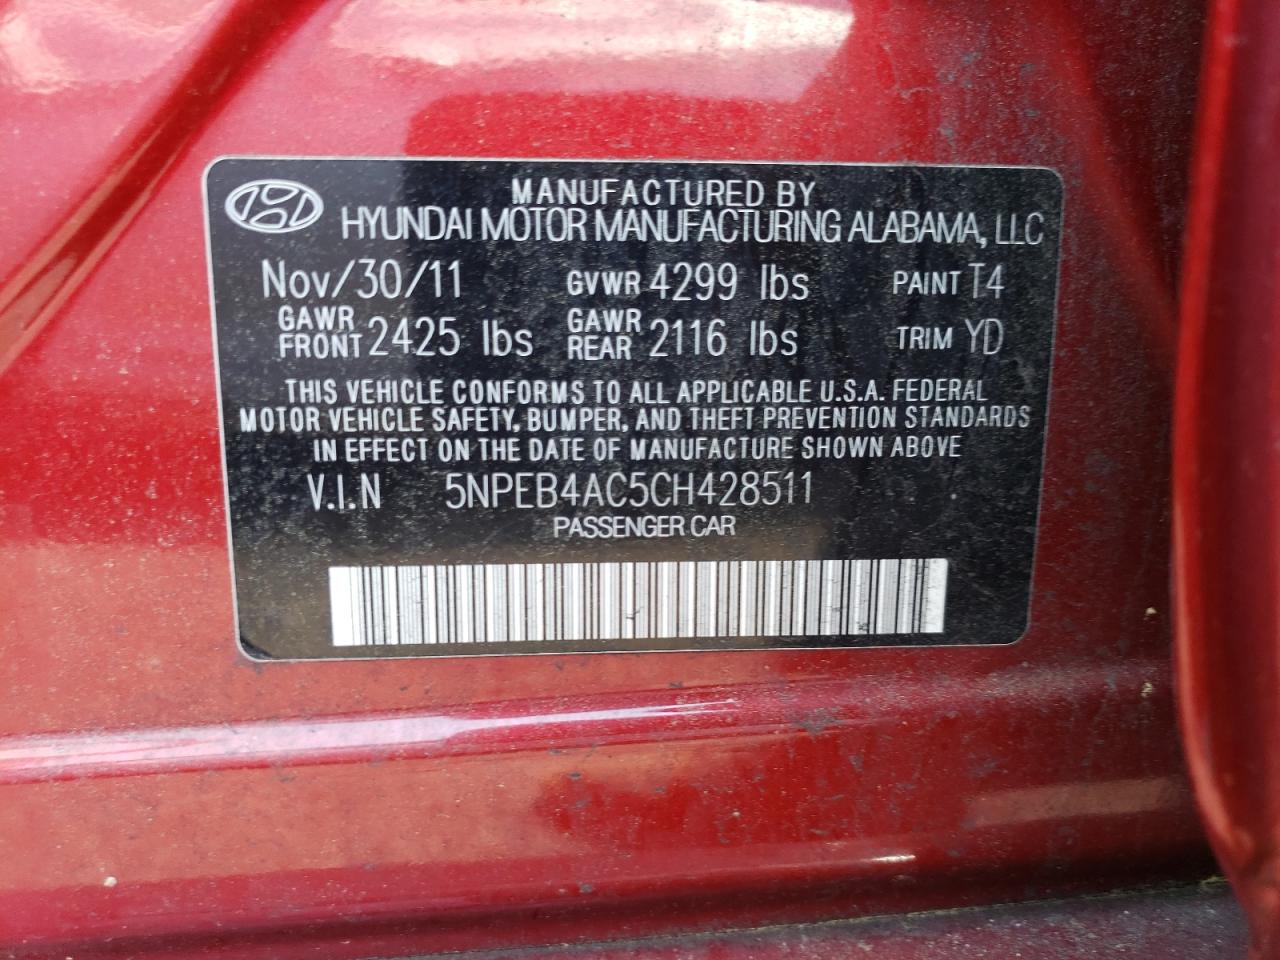 MANUFACTURED BY
HYUNDAI MOTOR MANUFACTURING ALABAMA, LLC
Nov/30/11 GVWR 4299 lbs PAINT T4
GAWR FRONT 2425 lbs GAWR REAR 2116 lbs TRIM YD
THIS VEHICLE CONFORMS TO ALL APPLICABLE U.S.A. FEDERAL
MOTOR VEHICLE SAFETY, BUMPER, AND THEFT PREVENTION STANDARDS
IN EFFECT ON THE DATE OF MANUFACTURE SHOWN ABOVE
V.I.N 5NPEB4AC5CH428511
PASSENGER CAR